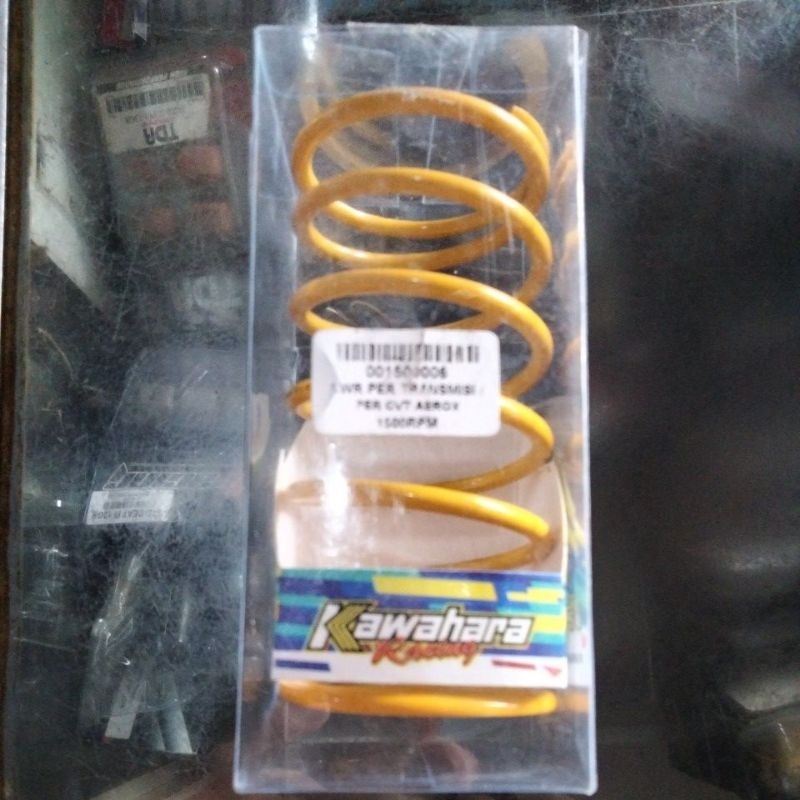 TDR
001500006
KWR PER TRANSMISI /
PER CVT AEROX
1500RPM
Kawahara
Racing